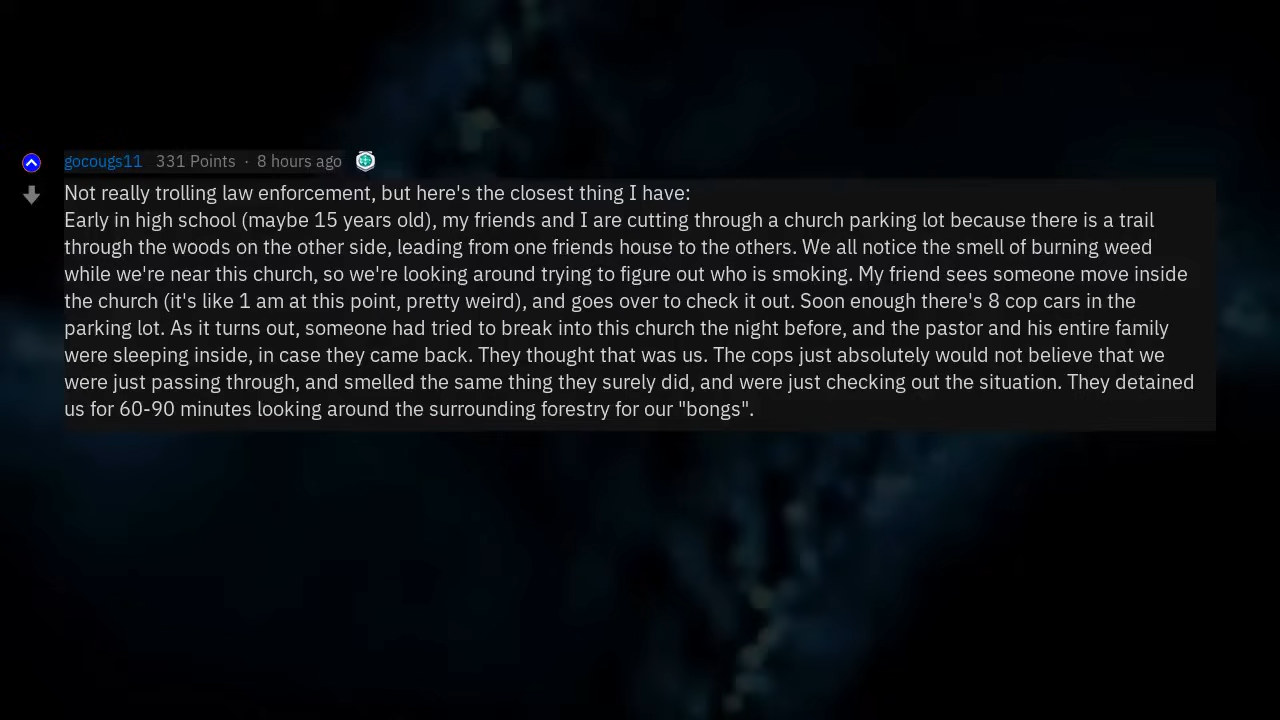 gocougs11 331 Points · 8 hours ago
Not really trolling law enforcement, but here's the closest thing I have:
Early in high school (maybe 15 years old), my friends and I are cutting through a church parking lot because there is a trail
through the woods on the other side, leading from one friends house to the others. We all notice the smell of burning weed
while we're near this church, so we're looking around trying to figure out who is smoking. My friend sees someone move inside
the church (it's like 1 am at this point, pretty weird), and goes over to check it out. Soon enough there's 8 cop cars in the
parking lot. As it turns out, someone had tried to break into this church the night before, and the pastor and his entire family
were sleeping inside, in case they came back. They thought that was us. The cops just absolutely would not believe that we
were just passing through, and smelled the same thing they surely did, and were just checking out the situation. They detained
us for 60-90 minutes looking around the surrounding forestry for our "bongs".